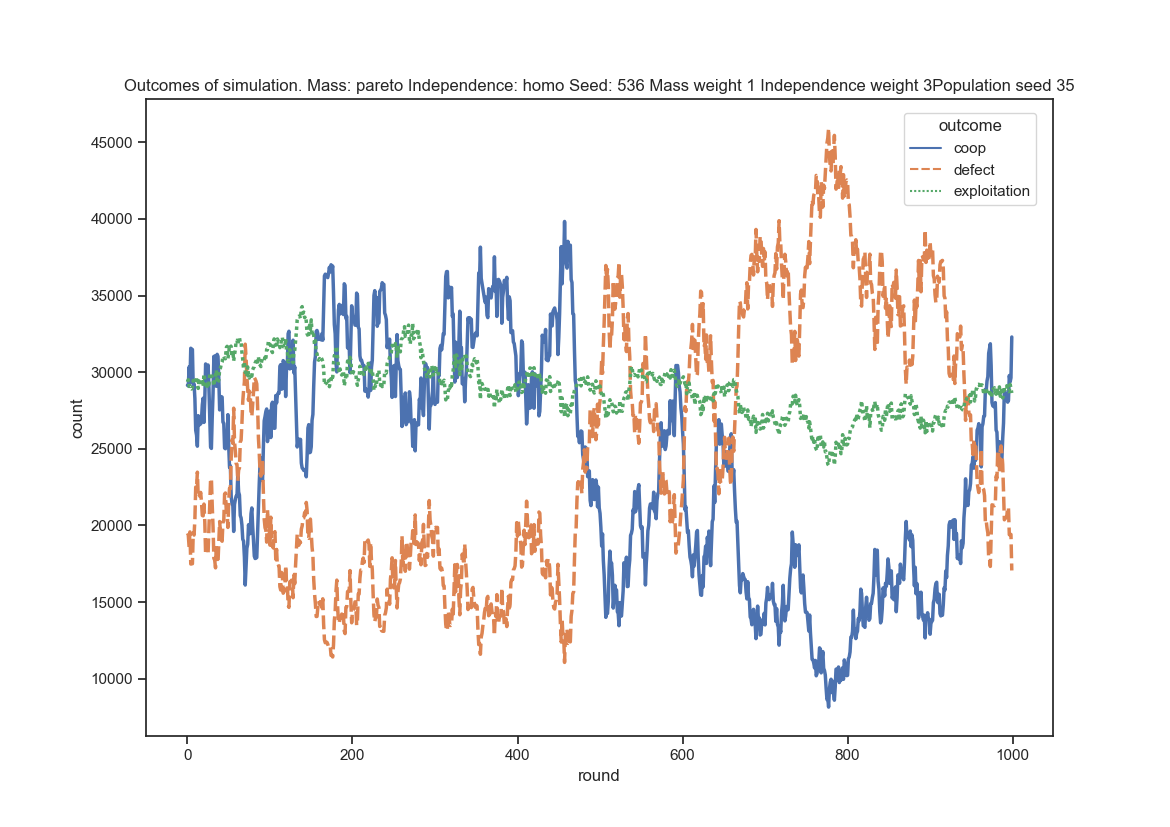 Outcomes of simulation. Mass: pareto Independence: homo Seed: 536 Mass weight 1 Independence weight 3Population seed 35
outcome
coop
defect
exploitation
count
45000
40000
35000
30000
25000
20000
15000
10000
0 200 400 600 800 1000
round